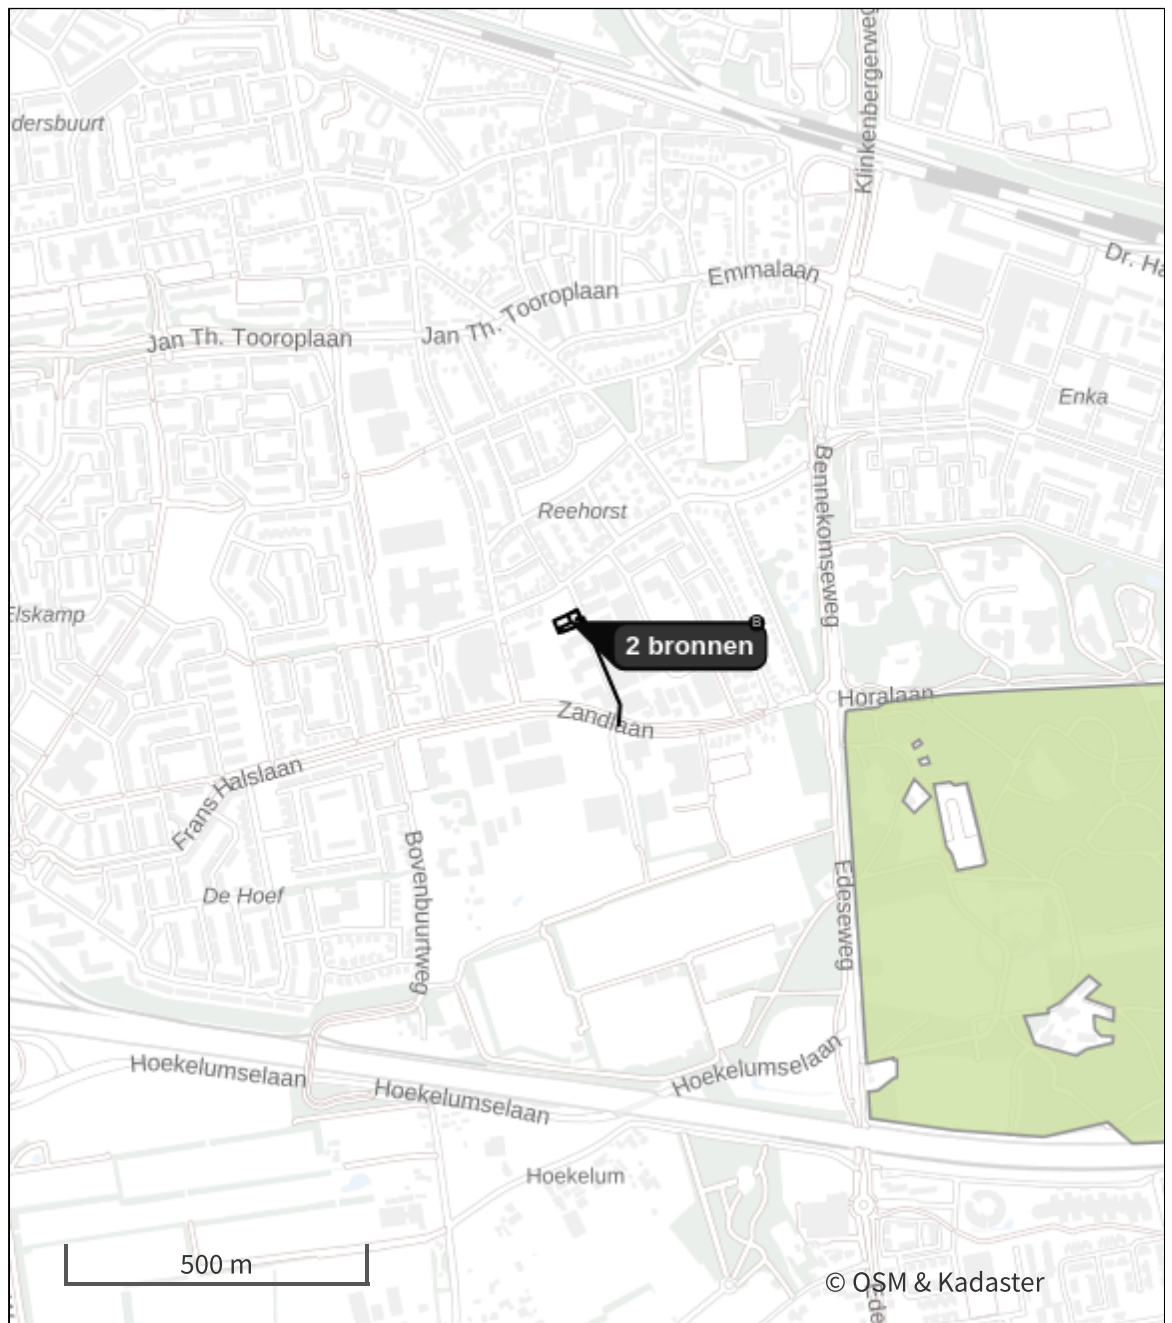 Klinkenbergerweg
dersbuurt
Dr. Ha
Emmalaan
Jan Th. Tooroplaan
Jan Th. Tooroplaan
Enka
Bennekomseweg
Reehorst
Elskamp
B
2 bronnen
Horalaan
Zandlaan
Frans Halslaan
Bovenbuurtweg
Edeseweg
De Hoef
Hoekelumselaan
Hoekelumselaan
Hoekelumselaan
Hoekelum
500 m
© OSM & Kadaster